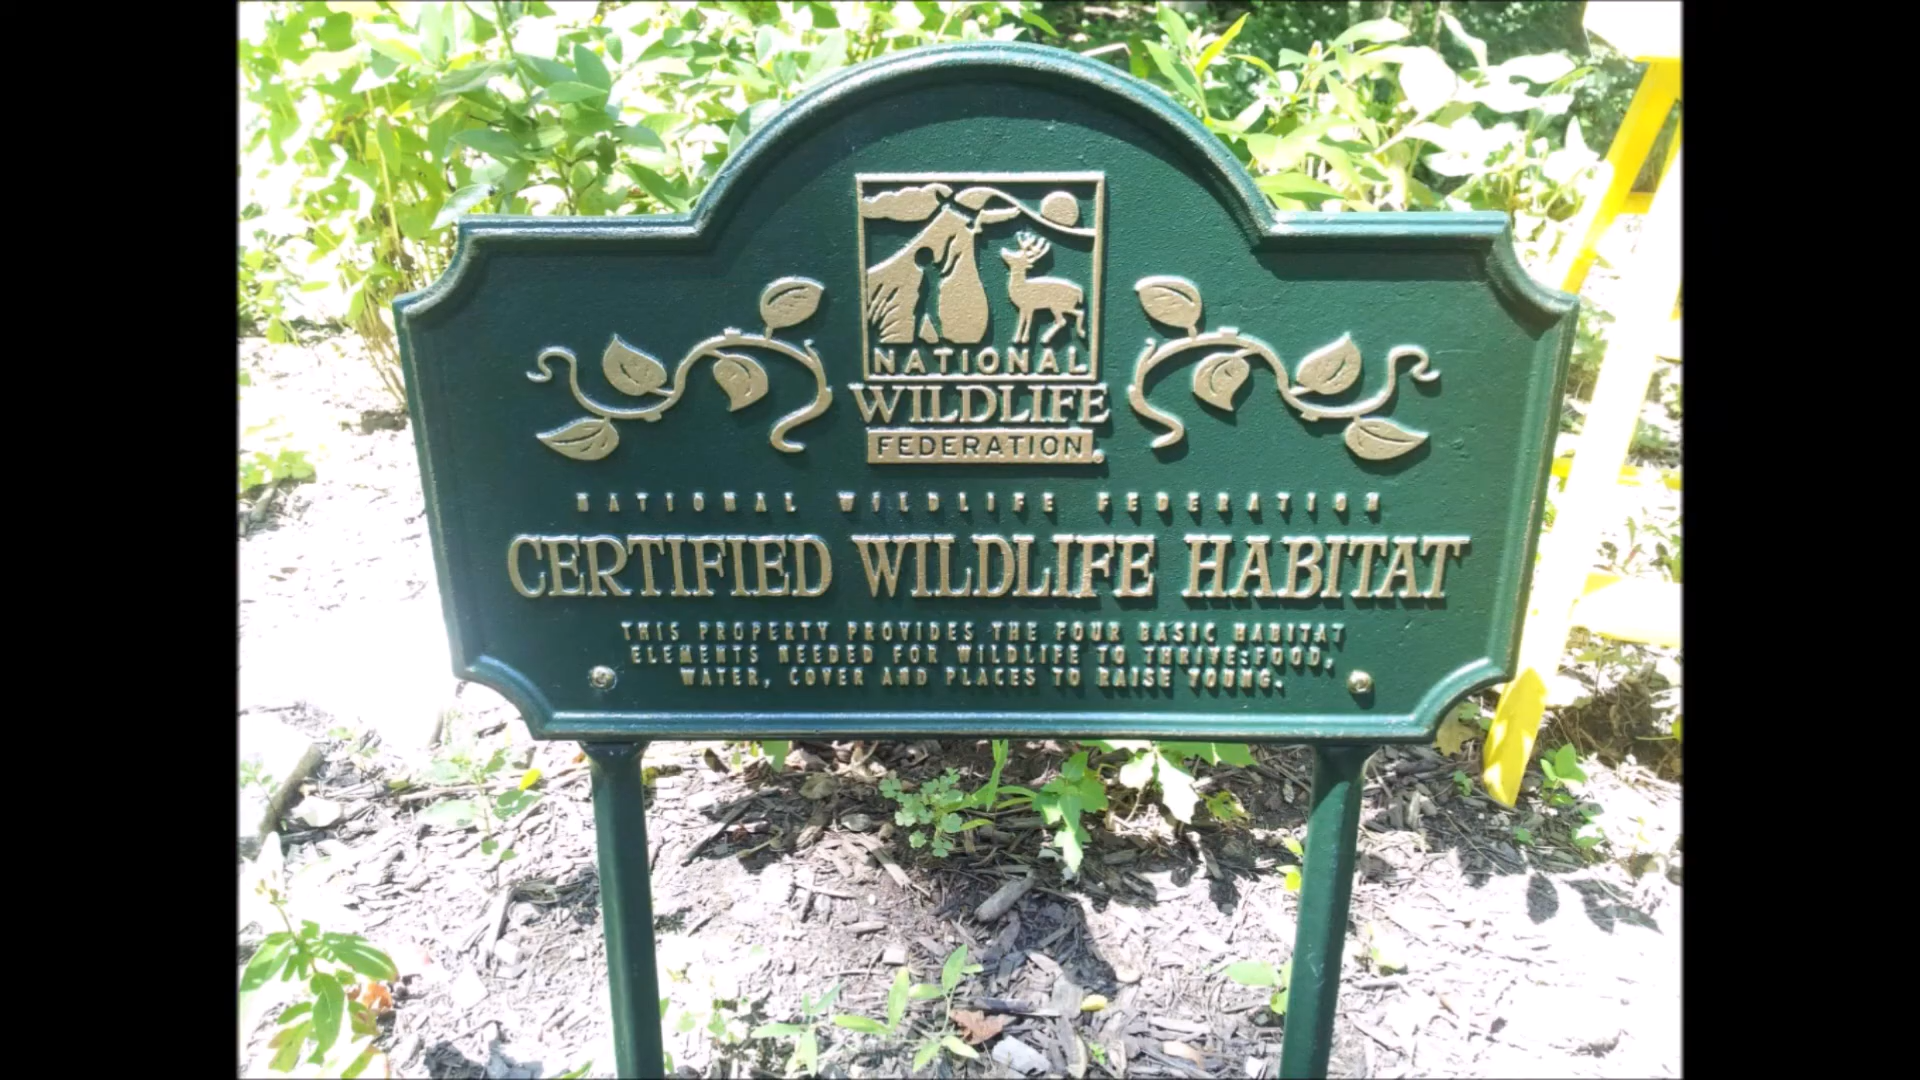 NATIONAL
WILDLIFE
FEDERATION
NATIONAL WILDLIFE FEDERATION
CERTIFIED WILDLIFE HABITAT
THIS PROPERTY PROVIDES THE FOUR BASIC HABITAT
ELEMENTS NEEDED FOR WILDLIFE TO THRIVE:FOOD,
WATER, COVER AND PLACES TO RAISE YOUNG.